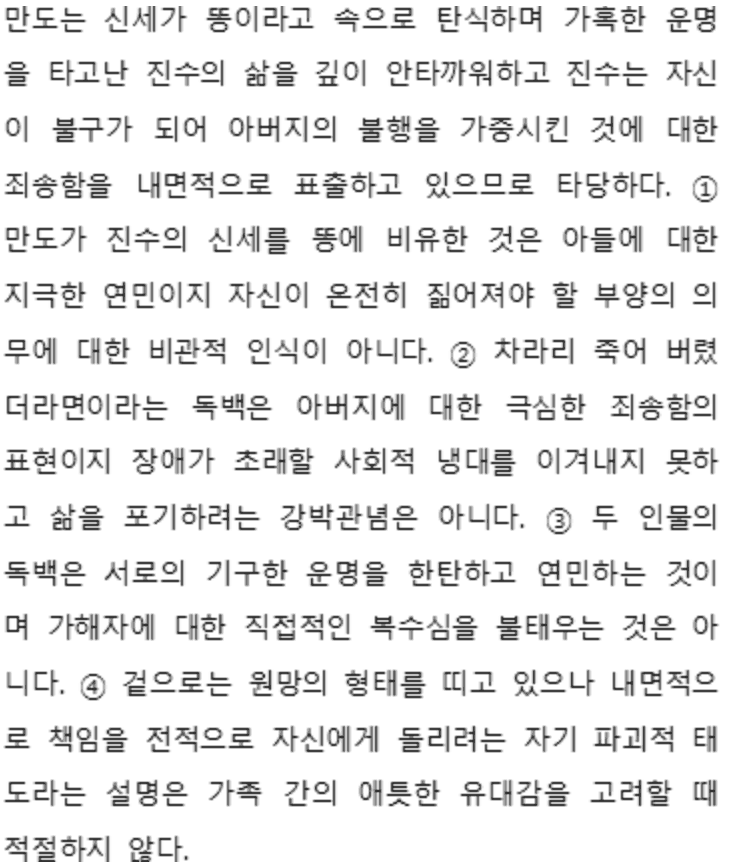 만도는 신세가 똥이라고 속으로 탄식하며 가혹한 운명
을 타고난 진수의 삶을 깊이 안타까워하고 진수는 자신
이 불구가 되어 아버지의 불행을 가중시킨 것에 대한
죄송함을 내면적으로 표출하고 있으므로 타당하다. ①
만도가 진수의 신세를 똥에 비유한 것은 아들에 대한
지극한 연민이지 자신이 온전히 짊어져야 할 부양의 의
무에 대한 비관적 인식이 아니다. ② 차라리 죽어 버렸
더라면이라는 독백은 아버지에 대한 극심한 죄송함의
표현이지 장애가 초래할 사회적 냉대를 이겨내지 못하
고 삶을 포기하려는 강박관념은 아니다. ③ 두 인물의
독백은 서로의 기구한 운명을 한탄하고 연민하는 것이
며 가해자에 대한 직접적인 복수심을 불태우는 것은 아
니다. ④ 겉으로는 원망의 형태를 띠고 있으나 내면적으
로 책임을 전적으로 자신에게 돌리려는 자기 파괴적 태
도라는 설명은 가족 간의 애틋한 유대감을 고려할 때
적절하지 않다.